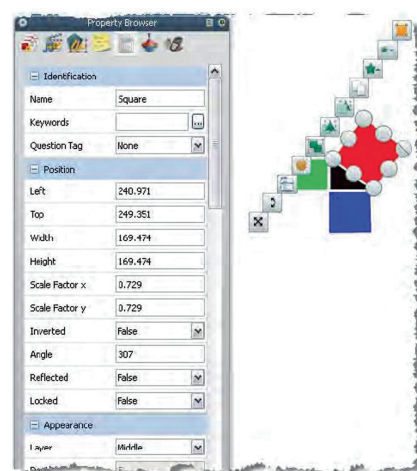 Property Browser
Identification
Name Square
Keywords ...
Question Tag None
Position
Left 240.971
Top 249.351
Width 169.474
Height 169.474
Scale Factor x 0.729
Scale Factor y 0.729
Inverted False
Angle 307
Reflected False
Locked False
Appearance
Layer Middle